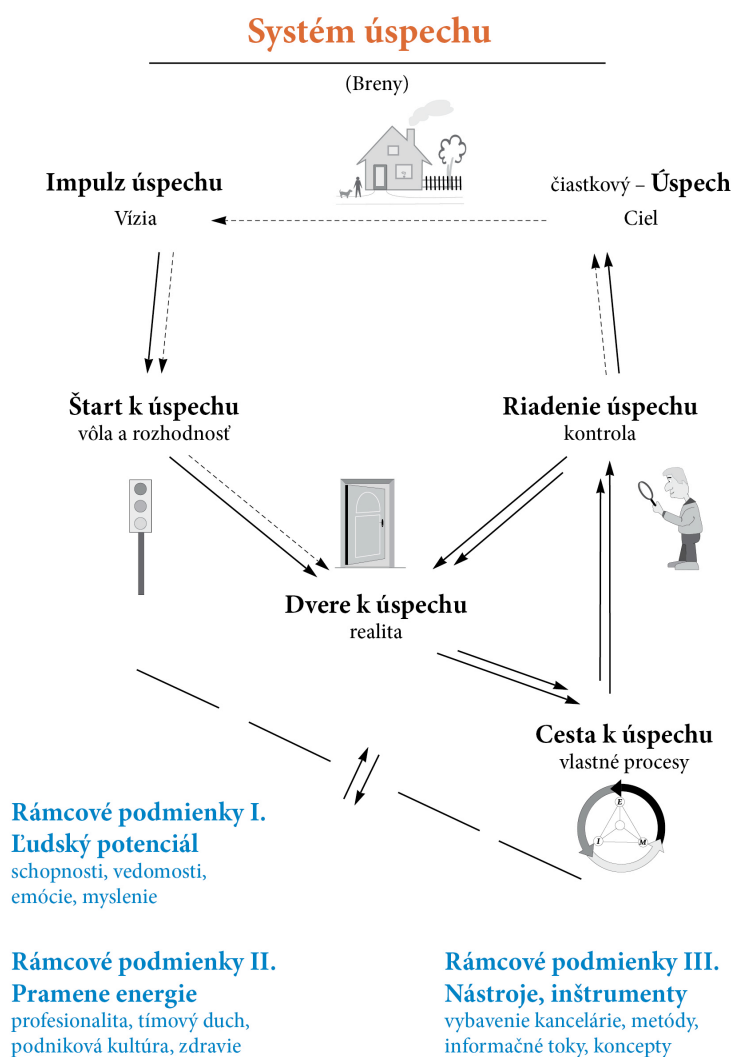 Systém úspechu
(Breny)
Impulz úspechu
Vízia
čiastkový – Úspech
Ciel
Štart k úspechu
vôla a rozhodnosť
Riadenie úspechu
kontrola
Dvere k úspechu
realita
Cesta k úspechu
vlastné procesy
E
I
M
Rámcové podmienky I.
Ľudský potenciál
schopnosti, vedomosti,
emócie, myslenie
Rámcové podmienky II.
Pramene energie
profesionalita, tímový duch,
podniková kultúra, zdravie
Rámcové podmienky III.
Nástroje, inštrumenty
vybavenie kancelárie, metódy,
informačné toky, koncepty